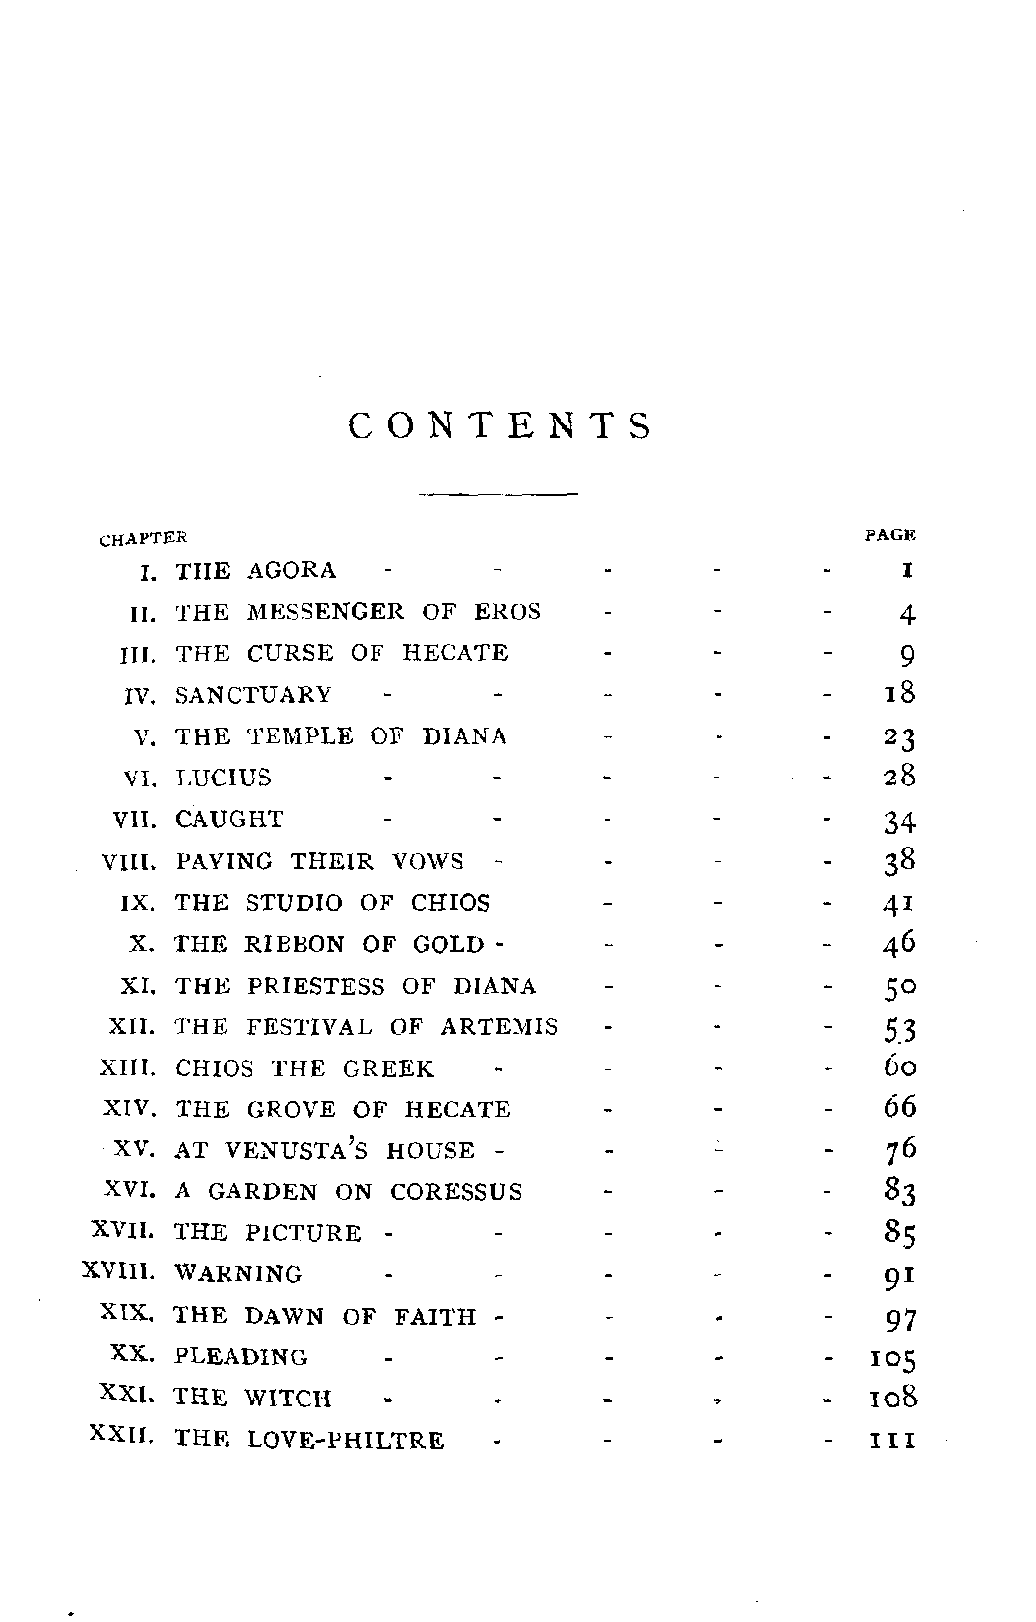 CONTENTS
CHAPTER PAGE
I. THE AGORA - - - - - 1
II. THE MESSENGER OF EROS - - - 4
III. THE CURSE OF HECATE - - - 9
IV. SANCTUARY - - - - - 18
V. THE TEMPLE OF DIANA - - - 23
VI. LUCIUS - - - - - 28
VII. CAUGHT - - - - - 34
VIII. PAYING THEIR VOWS - - - - 38
IX. THE STUDIO OF CHIOS - - - 41
X. THE RIBBON OF GOLD - - - - 46
XI. THE PRIESTESS OF DIANA - - - 50
XII. THE FESTIVAL OF ARTEMIS - - - 53
XIII. CHIOS THE GREEK - - - - 60
XIV. THE GROVE OF HECATE - - - 66
XV. AT VENUSTA'S HOUSE - - - - 76
XVI. A GARDEN ON CORESSUS - - - 83
XVII. THE PICTURE - - - - - 85
XVIII. WARNING - - - - - 91
XIX. THE DAWN OF FAITH - - - - 97
XX. PLEADING - - - - - 105
XXI. THE WITCH - - - - - 108
XXII. THE LOVE-PHILTRE - - - - 111